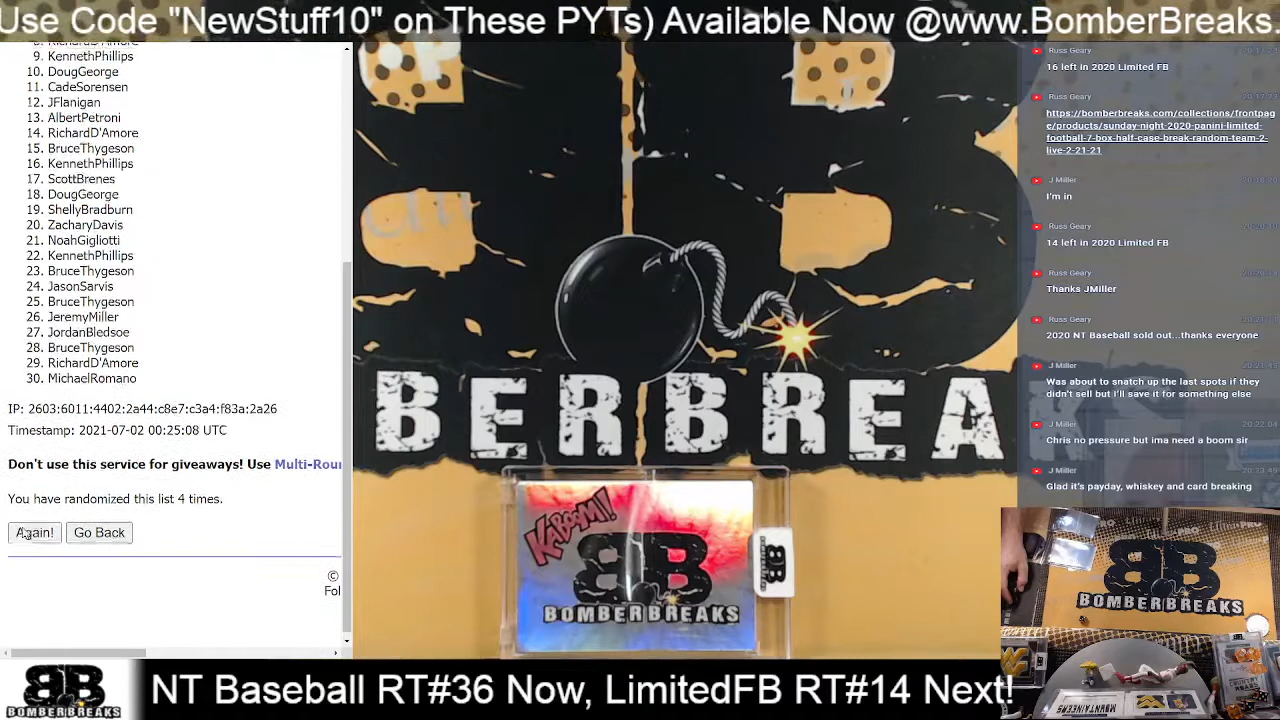 Use Code "NewStuff10" on These PYTs) Available Now @www.BomberBreaks.
9. KennethPhillips
10. DougGeorge
11. CadeSorensen
12. JFlanigan
13. AlbertPetroni
14. RichardD'Amore
15. BruceThygeson
16. KennethPhillips
17. ScottBrenes
18. DougGeorge
19. ShellyBradburn
20. ZacharyDavis
21. NoahGigliotti
22. KennethPhillips
23. BruceThygeson
24. JasonSarvis
25. BruceThygeson
26. JeremyMiller
27. JordanBledsoe
28. BruceThygeson
29. RichardD'Amore
30. MichaelRomano
IP: 2603:6011:4402:2a44:c8e7:c3a4:f83a:2a26
Timestamp: 2021-07-02 00:25:08 UTC
Don't use this service for giveaways! Use Multi-Rour
You have randomized this list 4 times.
Again! Go Back
©
Fol
BERBREA
KABOOM!
BB
BOMBERBREAKS
BB
BOMBERBREAKS
Russ Geary
16 left in 2020 Limited FB
Russ Geary
https://bomberbreaks.com/collections/frontpag
e/products/sunday-night-2020-panini-limited-
football-7-box-half-case-break-random-team-2-
live-2-21-21
J Miller
I'm in
Russ Geary
14 left in 2020 Limited FB
Russ Geary
Thanks JMiller
Russ Geary
2020 NT Baseball sold out...thanks everyone
J Miller
Was about to snatch up the last spots if they
didn't sell but I'll save it for something else
J Miller
Chris no pressure but ima need a boom sir
J Miller
Glad it's payday, whiskey and card breaking
BB
BOMBERBREAKS
MOUNTAINEERS
BB
BOMBERBREAKS
NT Baseball RT#36 Now, LimitedFB RT#14 Next!